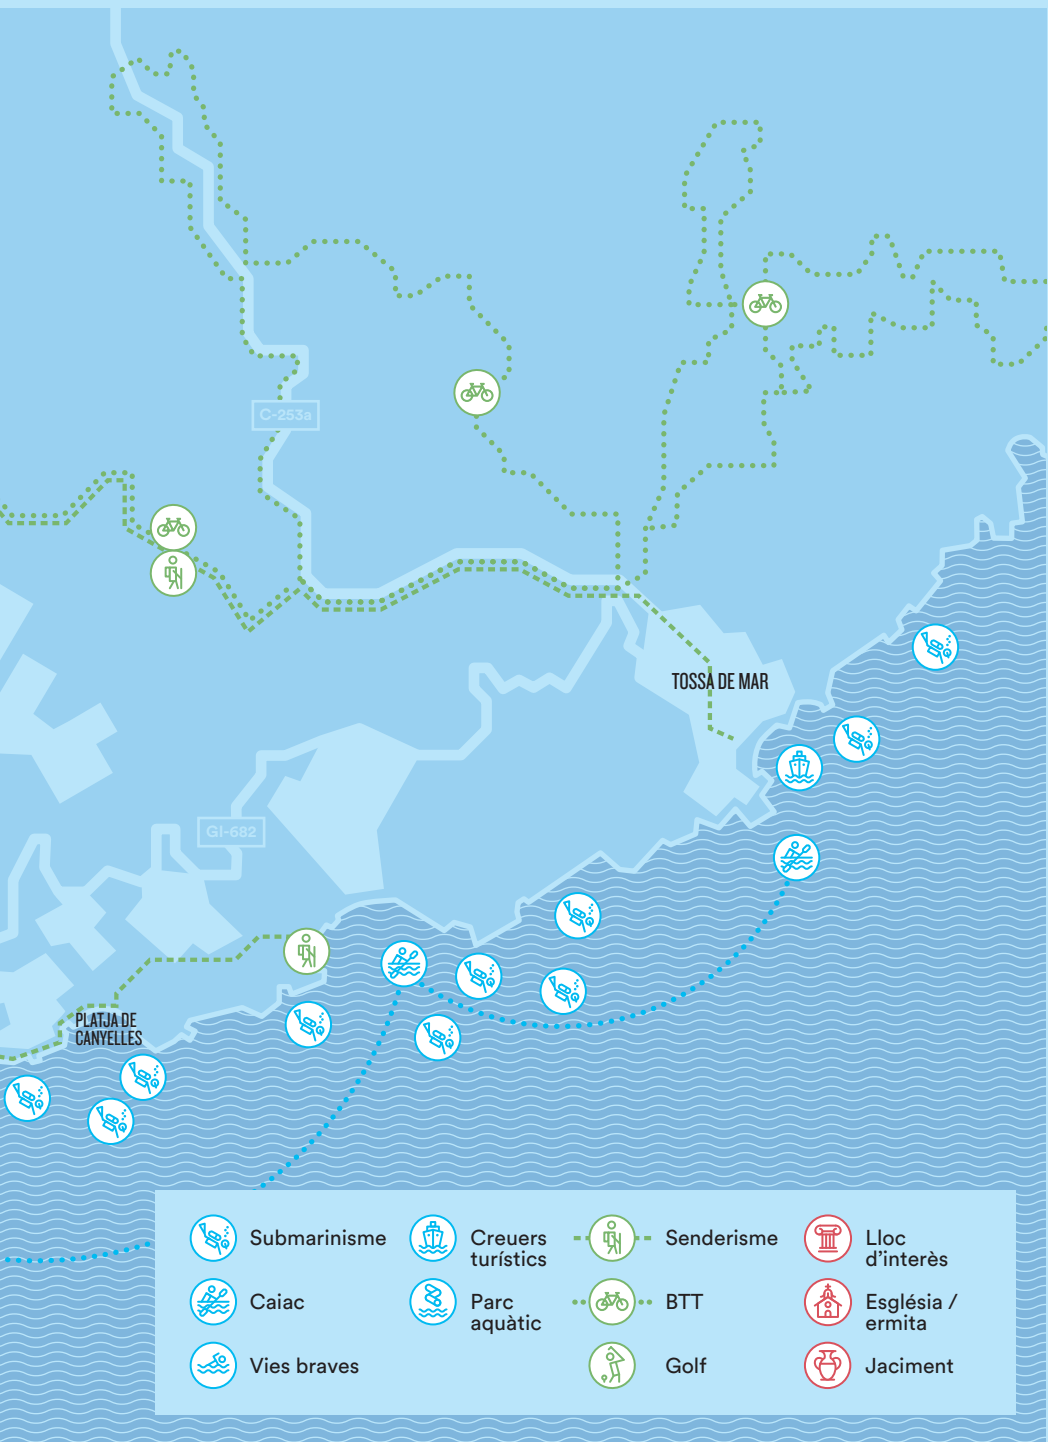 C-253a
TOSSA DE MAR
GI-682
PLATJA DE
CANYELLES
Submarinisme
Caiac
Vies braves
Creuers
turístics
Parc
aquàtic
Senderisme
BTT
Golf
Lloc
d'interès
Església /
ermita
Jaciment